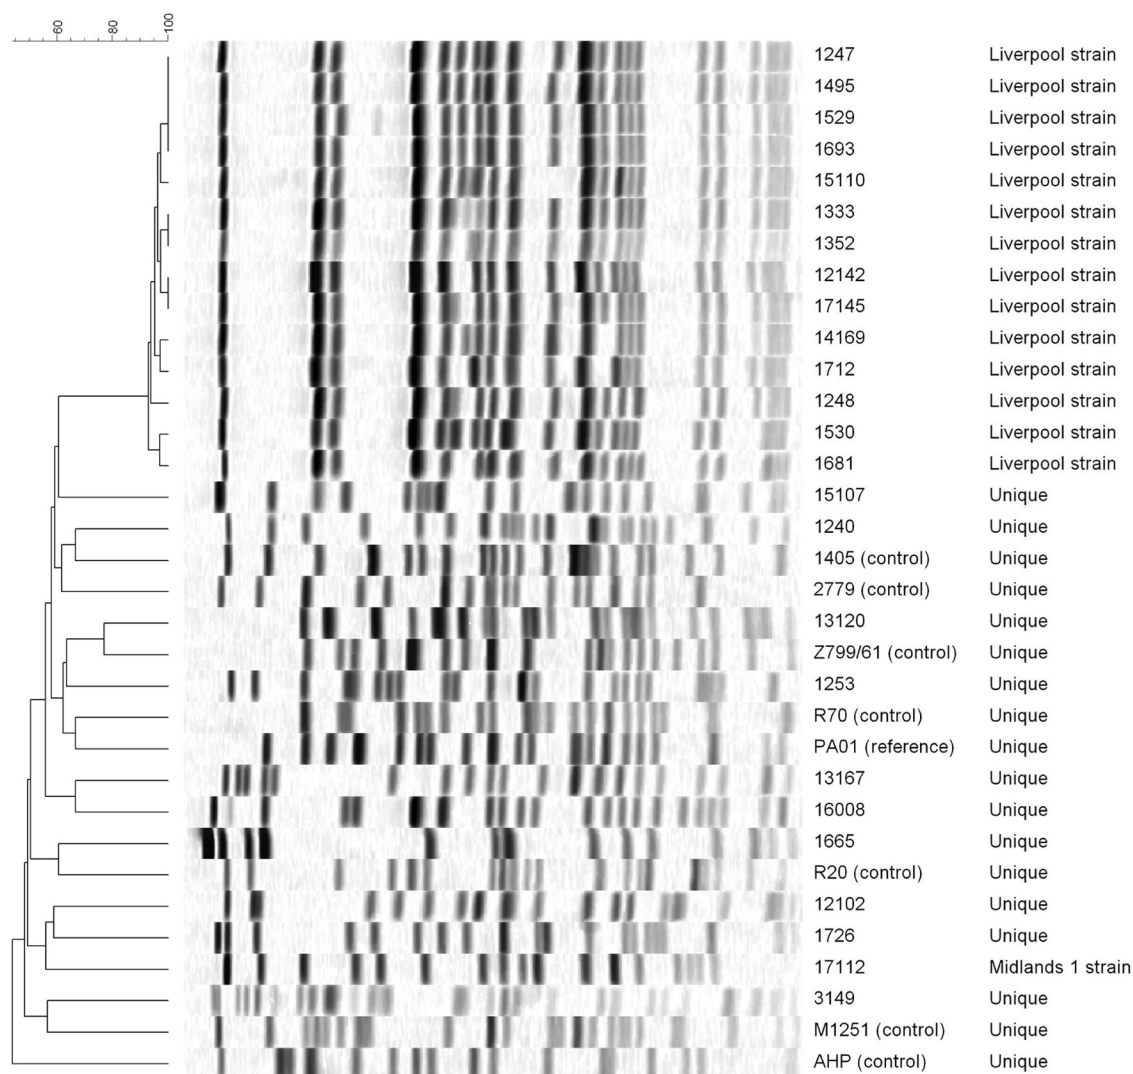 60 80 100
1247 Liverpool strain
1495 Liverpool strain
1529 Liverpool strain
1693 Liverpool strain
15110 Liverpool strain
1333 Liverpool strain
1352 Liverpool strain
12142 Liverpool strain
17145 Liverpool strain
14169 Liverpool strain
1712 Liverpool strain
1248 Liverpool strain
1530 Liverpool strain
1681 Liverpool strain
15107 Unique
1240 Unique
1405 (control) Unique
2779 (control) Unique
13120 Unique
Z799/61 (control) Unique
1253 Unique
R70 (control) Unique
PA01 (reference) Unique
13167 Unique
16008 Unique
1665 Unique
R20 (control) Unique
12102 Unique
1726 Unique
17112 Midlands 1 strain
3149 Unique
M1251 (control) Unique
AHP (control) Unique